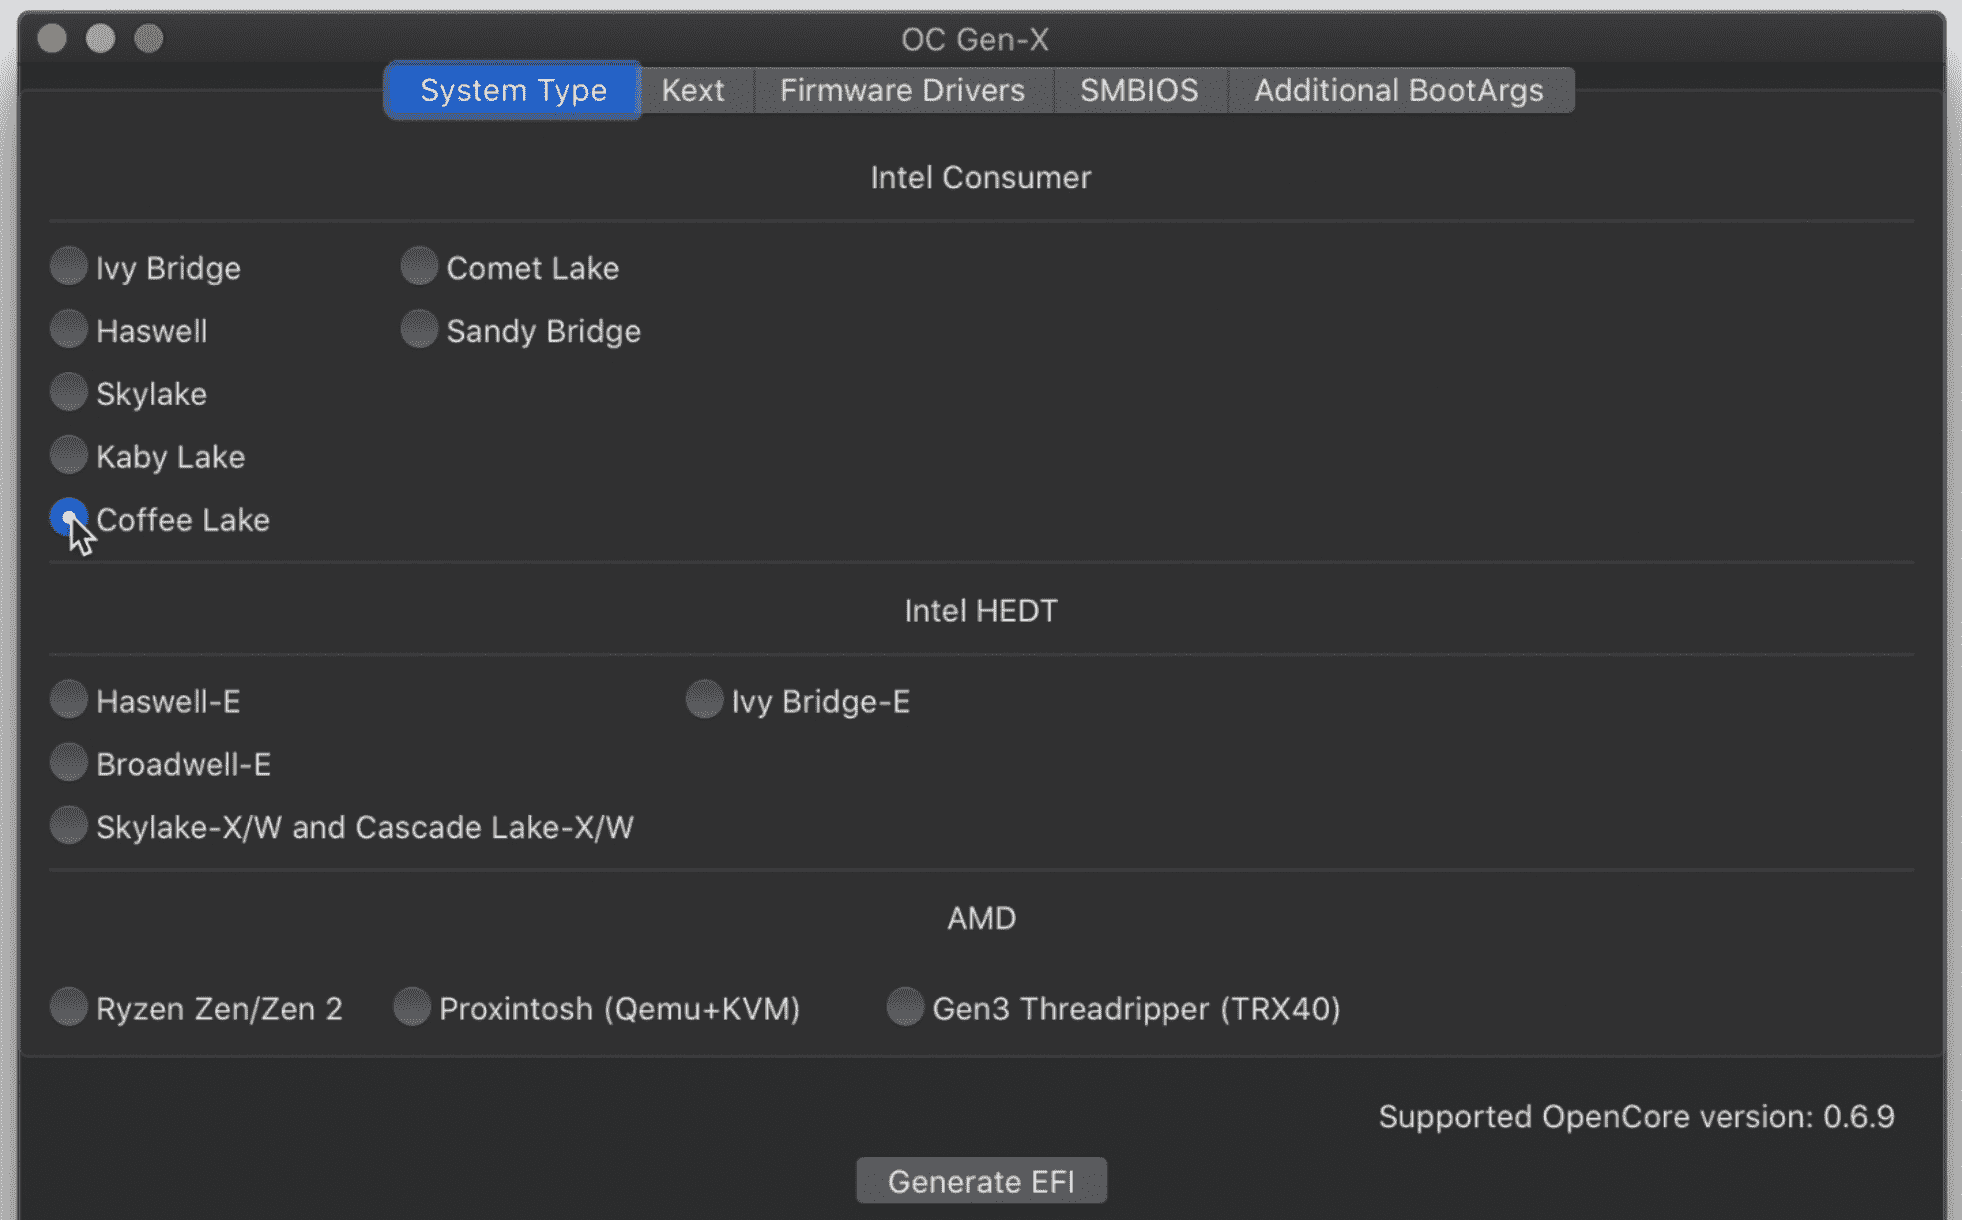 OC Gen-X
System Type Kext Firmware Drivers SMBIOS Additional BootArgs
Intel Consumer
Ivy Bridge Comet Lake
Haswell Sandy Bridge
Skylake
Kaby Lake
Coffee Lake
Intel HEDT
Haswell-E Ivy Bridge-E
Broadwell-E
Skylake-X/W and Cascade Lake-X/W
AMD
Ryzen Zen/Zen 2 Proxintosh (Qemu+KVM) Gen3 Threadripper (TRX40)
Supported OpenCore version: 0.6.9
Generate EFI